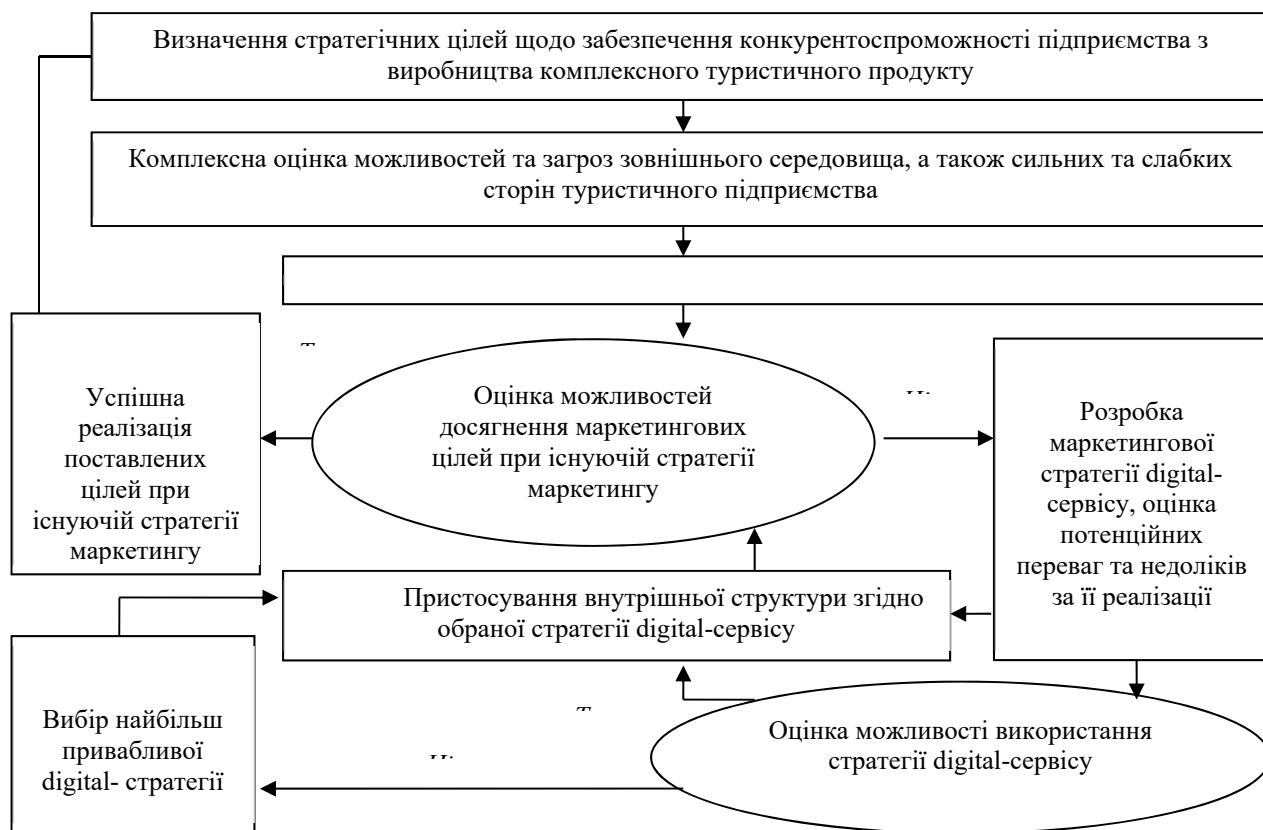 Визначення стратегічних цілей щодо забезпечення конкурентоспроможності підприємства з
виробництва комплексного туристичного продукту
Комплексна оцінка можливостей та загроз зовнішнього середовища, а також сильних та слабких
сторін туристичного підприємства
Успішна
реалізація
поставлених
цілей при
існуючій стратегії
маркетингу
Оцінка можливостей
досягнення маркетингових
цілей при існуючій стратегії
маркетингу
Розробка
маркетингової
стратегії digital-
сервісу, оцінка
потенційних
переваг та недоліків
за її реалізації
Пристосування внутрішньої структури згідно
обраної стратегії digital-сервісу
Вибір найбільш
привабливої
digital- стратегії
Оцінка можливості використання
стратегії digital-сервісу